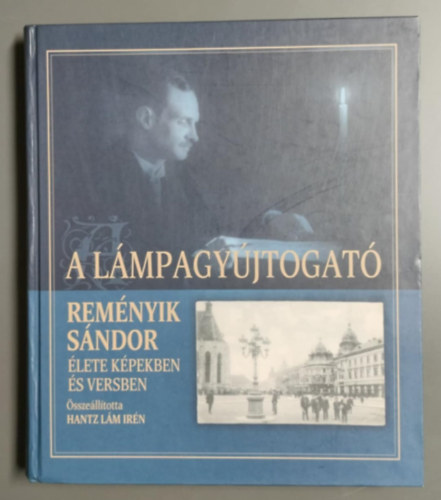 A LÁMPAGYÚJTOGATÓ
REMÉNYIK
SÁNDOR
ÉLETE KÉPEKBEN
ÉS VERSBEN
Összeállította
HANTZ LÁM IRÉN